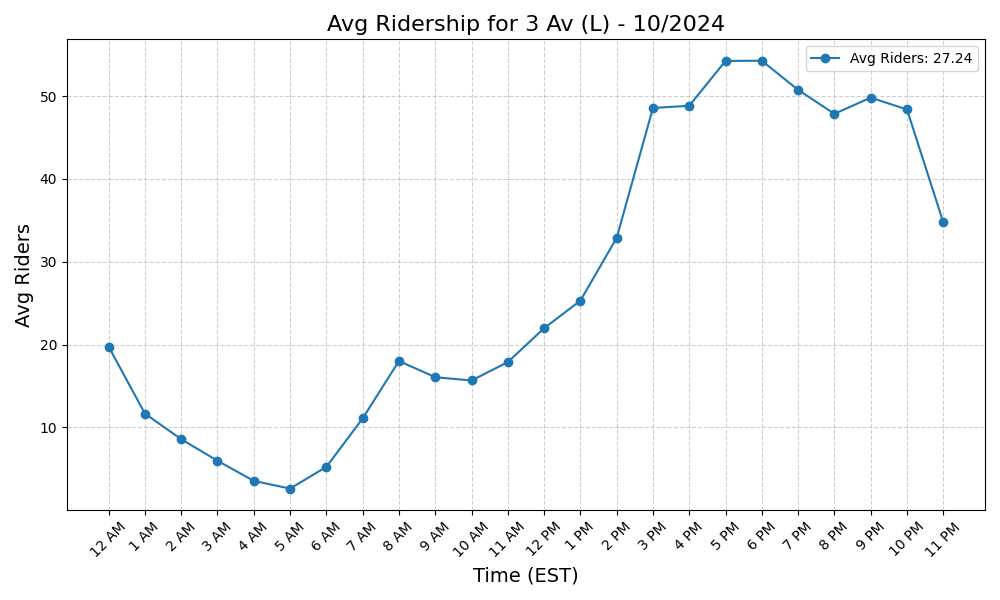 Avg Ridership for 3 Av (L) - 10/2024
Avg Riders: 27.24
Avg Riders
50
40
30
20
10
12 AM
1 AM
2 AM
3 AM
4 AM
5 AM
6 AM
7 AM
8 AM
9 AM
10 AM
11 AM
12 PM
1 PM
2 PM
3 PM
4 PM
5 PM
6 PM
7 PM
8 PM
9 PM
10 PM
11 PM
Time (EST)